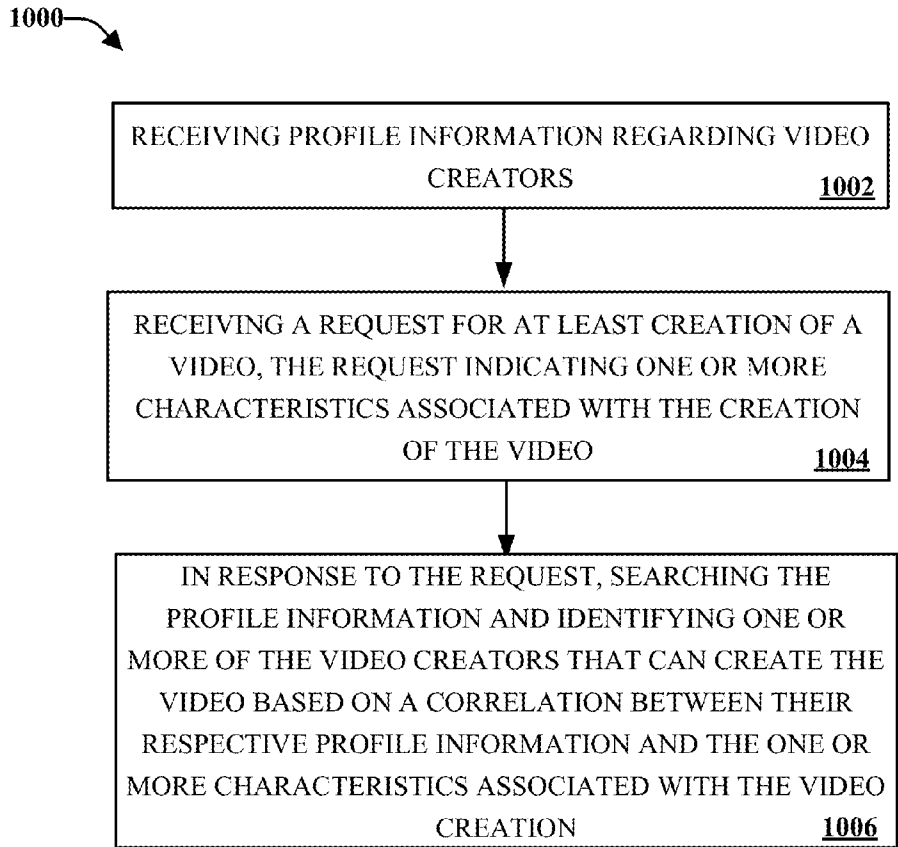 1000
RECEIVING PROFILE INFORMATION REGARDING VIDEO
CREATORS
1002
RECEIVING A REQUEST FOR AT LEAST CREATION OF A
VIDEO, THE REQUEST INDICATING ONE OR MORE
CHARACTERISTICS ASSOCIATED WITH THE CREATION
OF THE VIDEO
1004
IN RESPONSE TO THE REQUEST, SEARCHING THE
PROFILE INFORMATION AND IDENTIFYING ONE OR
MORE OF THE VIDEO CREATORS THAT CAN CREATE THE
VIDEO BASED ON A CORRELATION BETWEEN THEIR
RESPECTIVE PROFILE INFORMATION AND THE ONE OR
MORE CHARACTERISTICS ASSOCIATED WITH THE VIDEO
CREATION
1006